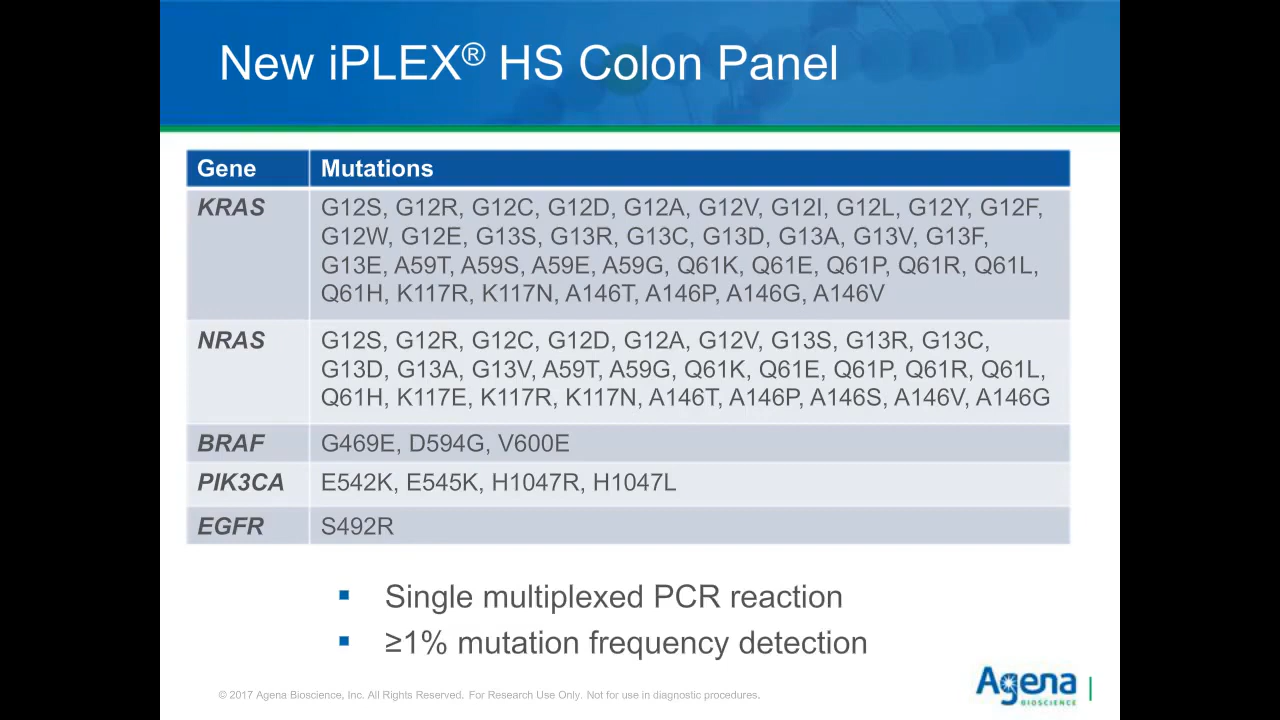 New iPLEX® HS Colon Panel
Gene Mutations
KRAS G12S, G12R, G12C, G12D, G12A, G12V, G12I, G12L, G12Y, G12F,
G12W, G12E, G13S, G13R, G13C, G13D, G13A, G13V, G13F,
G13E, A59T, A59S, A59E, A59G, Q61K, Q61E, Q61P, Q61R, Q61L,
Q61H, K117R, K117N, A146T, A146P, A146G, A146V
NRAS G12S, G12R, G12C, G12D, G12A, G12V, G13S, G13R, G13C,
G13D, G13A, G13V, A59T, A59G, Q61K, Q61E, Q61P, Q61R, Q61L,
Q61H, K117E, K117R, K117N, A146T, A146P, A146S, A146V, A146G
BRAF G469E, D594G, V600E
PIK3CA E542K, E545K, H1047R, H1047L
EGFR S492R
▪ Single multiplexed PCR reaction
▪ ≥1% mutation frequency detection
© 2017 Agena Bioscience, Inc. All Rights Reserved. For Research Use Only. Not for use in diagnostic procedures.
Agena
BIOSCIENCE